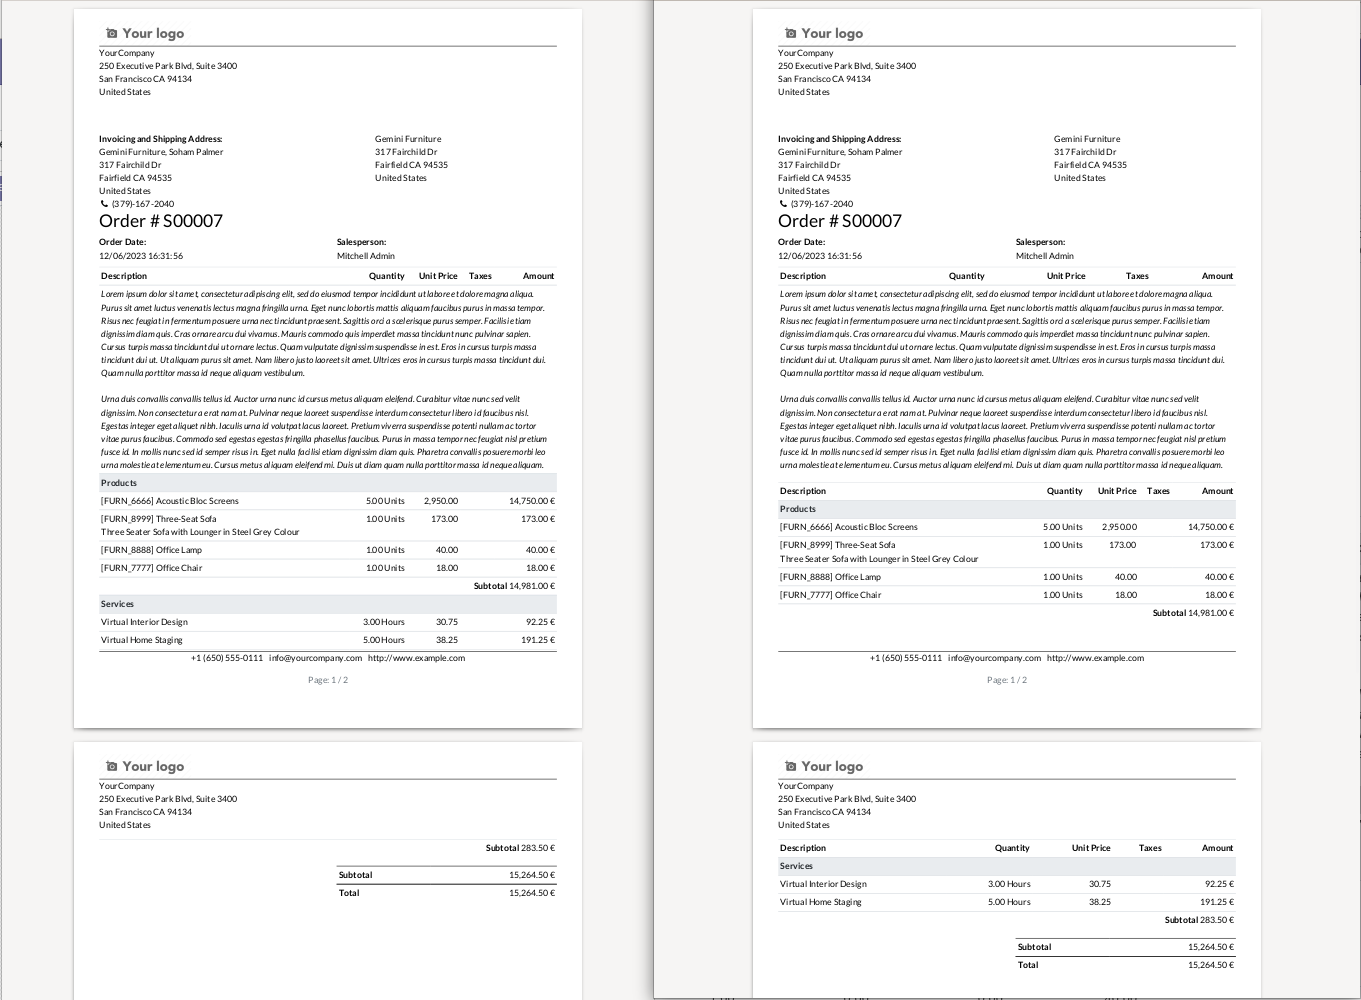 Your logo
YourCompany
250 Executive Park Blvd, Suite 3400
San Francisco CA 94134
United States
Invoicing and Shipping Address:
Gemini Furniture, Soham Palmer
317 Fairchild Dr
Fairfield CA 94535
United States
(379)-167-2040
Gemini Furniture
317 Fairchild Dr
Fairfield CA 94535
United States
Order # S00007
Order Date: Salesperson:
12/06/2023 16:31:56 Mitchell Admin
Description Quantity Unit Price Taxes Amount
Lorem ipsum dolor sit amet, consectetur adipiscing elit, sed do eiusmod tempor incididunt ut labore et dolore magna aliqua.
Purus sit amet luctus venenatis lectus magna fringilla urna. Eget nunc lobortis mattis aliquam faucibus purus in massa tempor.
Risus nec feugiat in fermentum posuere urna nec tincidunt praesent. Sagittis orci a scelerisque purus semper. Facilisi etiam
dignissim diam quis. Cras ornare arcu dui vivamus. Mauris commodo quis imperdiet massa tincidunt nunc pulvinar sapien.
Cursus turpis massa tincidunt dui ut ornare lectus. Quam vulputate dignissim suspendisse in est. Eros in cursus turpis massa
tincidunt dui ut. Ut aliquam purus sit amet. Nam libero justo laoreet sit amet. Ultrices eros in cursus turpis massa tincidunt dui.
Quam nulla porttitor massa id neque aliquam vestibulum.
Urna duis convallis convallis tellus id. Auctor urna nunc id cursus metus aliquam eleifend. Curabitur vitae nunc sed velit
dignissim. Non consectetur a erat nam at. Pulvinar neque laoreet suspendisse interdum consectetur libero id faucibus nisl.
Egestas integer eget aliquet nibh. Iaculis urna id volutpat lacus laoreet. Pretium viverra suspendisse potenti nullam ac tortor
vitae purus faucibus. Commodo sed egestas egestas fringilla phasellus faucibus. Purus in massa tempor nec feugiat nisl pretium
fusce id. In mollis nunc sed id semper risus in. Eget nulla facilisi etiam dignissim diam quis. Pharetra convallis posuere morbi leo
urna molestie at elementum eu. Cursus metus aliquam eleifend mi. Duis ut diam quam nulla porttitor massa id neque aliquam.
Products
[FURN_6666] Acoustic Bloc Screens 5.00 Units 2,950.00 14,750.00 €
[FURN_8999] Three-Seat Sofa 1.00 Units 173.00 173.00 €
Three Seater Sofa with Lounger in Steel Grey Colour
[FURN_8888] Office Lamp 1.00 Units 40.00 40.00 €
[FURN_7777] Office Chair 1.00 Units 18.00 18.00 €
Subtotal 14,981.00 €
Services
Virtual Interior Design 3.00 Hours 30.75 92.25 €
Virtual Home Staging 5.00 Hours 38.25 191.25 €
+1 (650) 555-0111 info@yourcompany.com http://www.example.com
Page: 1 / 2
Your logo
YourCompany
250 Executive Park Blvd, Suite 3400
San Francisco CA 94134
United States
Subtotal 283.50 €
Subtotal 15,264.50 €
Total 15,264.50 €
Your logo
YourCompany
250 Executive Park Blvd, Suite 3400
San Francisco CA 94134
United States
Invoicing and Shipping Address:
Gemini Furniture, Soham Palmer
317 Fairchild Dr
Fairfield CA 94535
United States
(379)-167-2040
Gemini Furniture
317 Fairchild Dr
Fairfield CA 94535
United States
Order # S00007
Order Date: Salesperson:
12/06/2023 16:31:56 Mitchell Admin
Description Quantity Unit Price Taxes Amount
Lorem ipsum dolor sit amet, consectetur adipiscing elit, sed do eiusmod tempor incididunt ut labore et dolore magna aliqua.
Purus sit amet luctus venenatis lectus magna fringilla urna. Eget nunc lobortis mattis aliquam faucibus purus in massa tempor.
Risus nec feugiat in fermentum posuere urna nec tincidunt praesent. Sagittis orci a scelerisque purus semper. Facilisi etiam
dignissim diam quis. Cras ornare arcu dui vivamus. Mauris commodo quis imperdiet massa tincidunt nunc pulvinar sapien.
Cursus turpis massa tincidunt dui ut ornare lectus. Quam vulputate dignissim suspendisse in est. Eros in cursus turpis massa
tincidunt dui ut. Ut aliquam purus sit amet. Nam libero justo laoreet sit amet. Ultrices eros in cursus turpis massa tincidunt dui.
Quam nulla porttitor massa id neque aliquam vestibulum.
Urna duis convallis convallis tellus id. Auctor urna nunc id cursus metus aliquam eleifend. Curabitur vitae nunc sed velit
dignissim. Non consectetur a erat nam at. Pulvinar neque laoreet suspendisse interdum consectetur libero id faucibus nisl.
Egestas integer eget aliquet nibh. Iaculis urna id volutpat lacus laoreet. Pretium viverra suspendisse potenti nullam ac tortor
vitae purus faucibus. Commodo sed egestas egestas fringilla phasellus faucibus. Purus in massa tempor nec feugiat nisl pretium
fusce id. In mollis nunc sed id semper risus in. Eget nulla facilisi etiam dignissim diam quis. Pharetra convallis posuere morbi leo
urna molestie at elementum eu. Cursus metus aliquam eleifend mi. Duis ut diam quam nulla porttitor massa id neque aliquam.
Description Quantity Unit Price Taxes Amount
Products
[FURN_6666] Acoustic Bloc Screens 5.00 Units 2,950.00 14,750.00 €
[FURN_8999] Three-Seat Sofa 1.00 Units 173.00 173.00 €
Three Seater Sofa with Lounger in Steel Grey Colour
[FURN_8888] Office Lamp 1.00 Units 40.00 40.00 €
[FURN_7777] Office Chair 1.00 Units 18.00 18.00 €
Subtotal 14,981.00 €
+1 (650) 555-0111 info@yourcompany.com http://www.example.com
Page: 1 / 2
Your logo
YourCompany
250 Executive Park Blvd, Suite 3400
San Francisco CA 94134
United States
Description Quantity Unit Price Taxes Amount
Services
Virtual Interior Design 3.00 Hours 30.75 92.25 €
Virtual Home Staging 5.00 Hours 38.25 191.25 €
Subtotal 283.50 €
Subtotal 15,264.50 €
Total 15,264.50 €